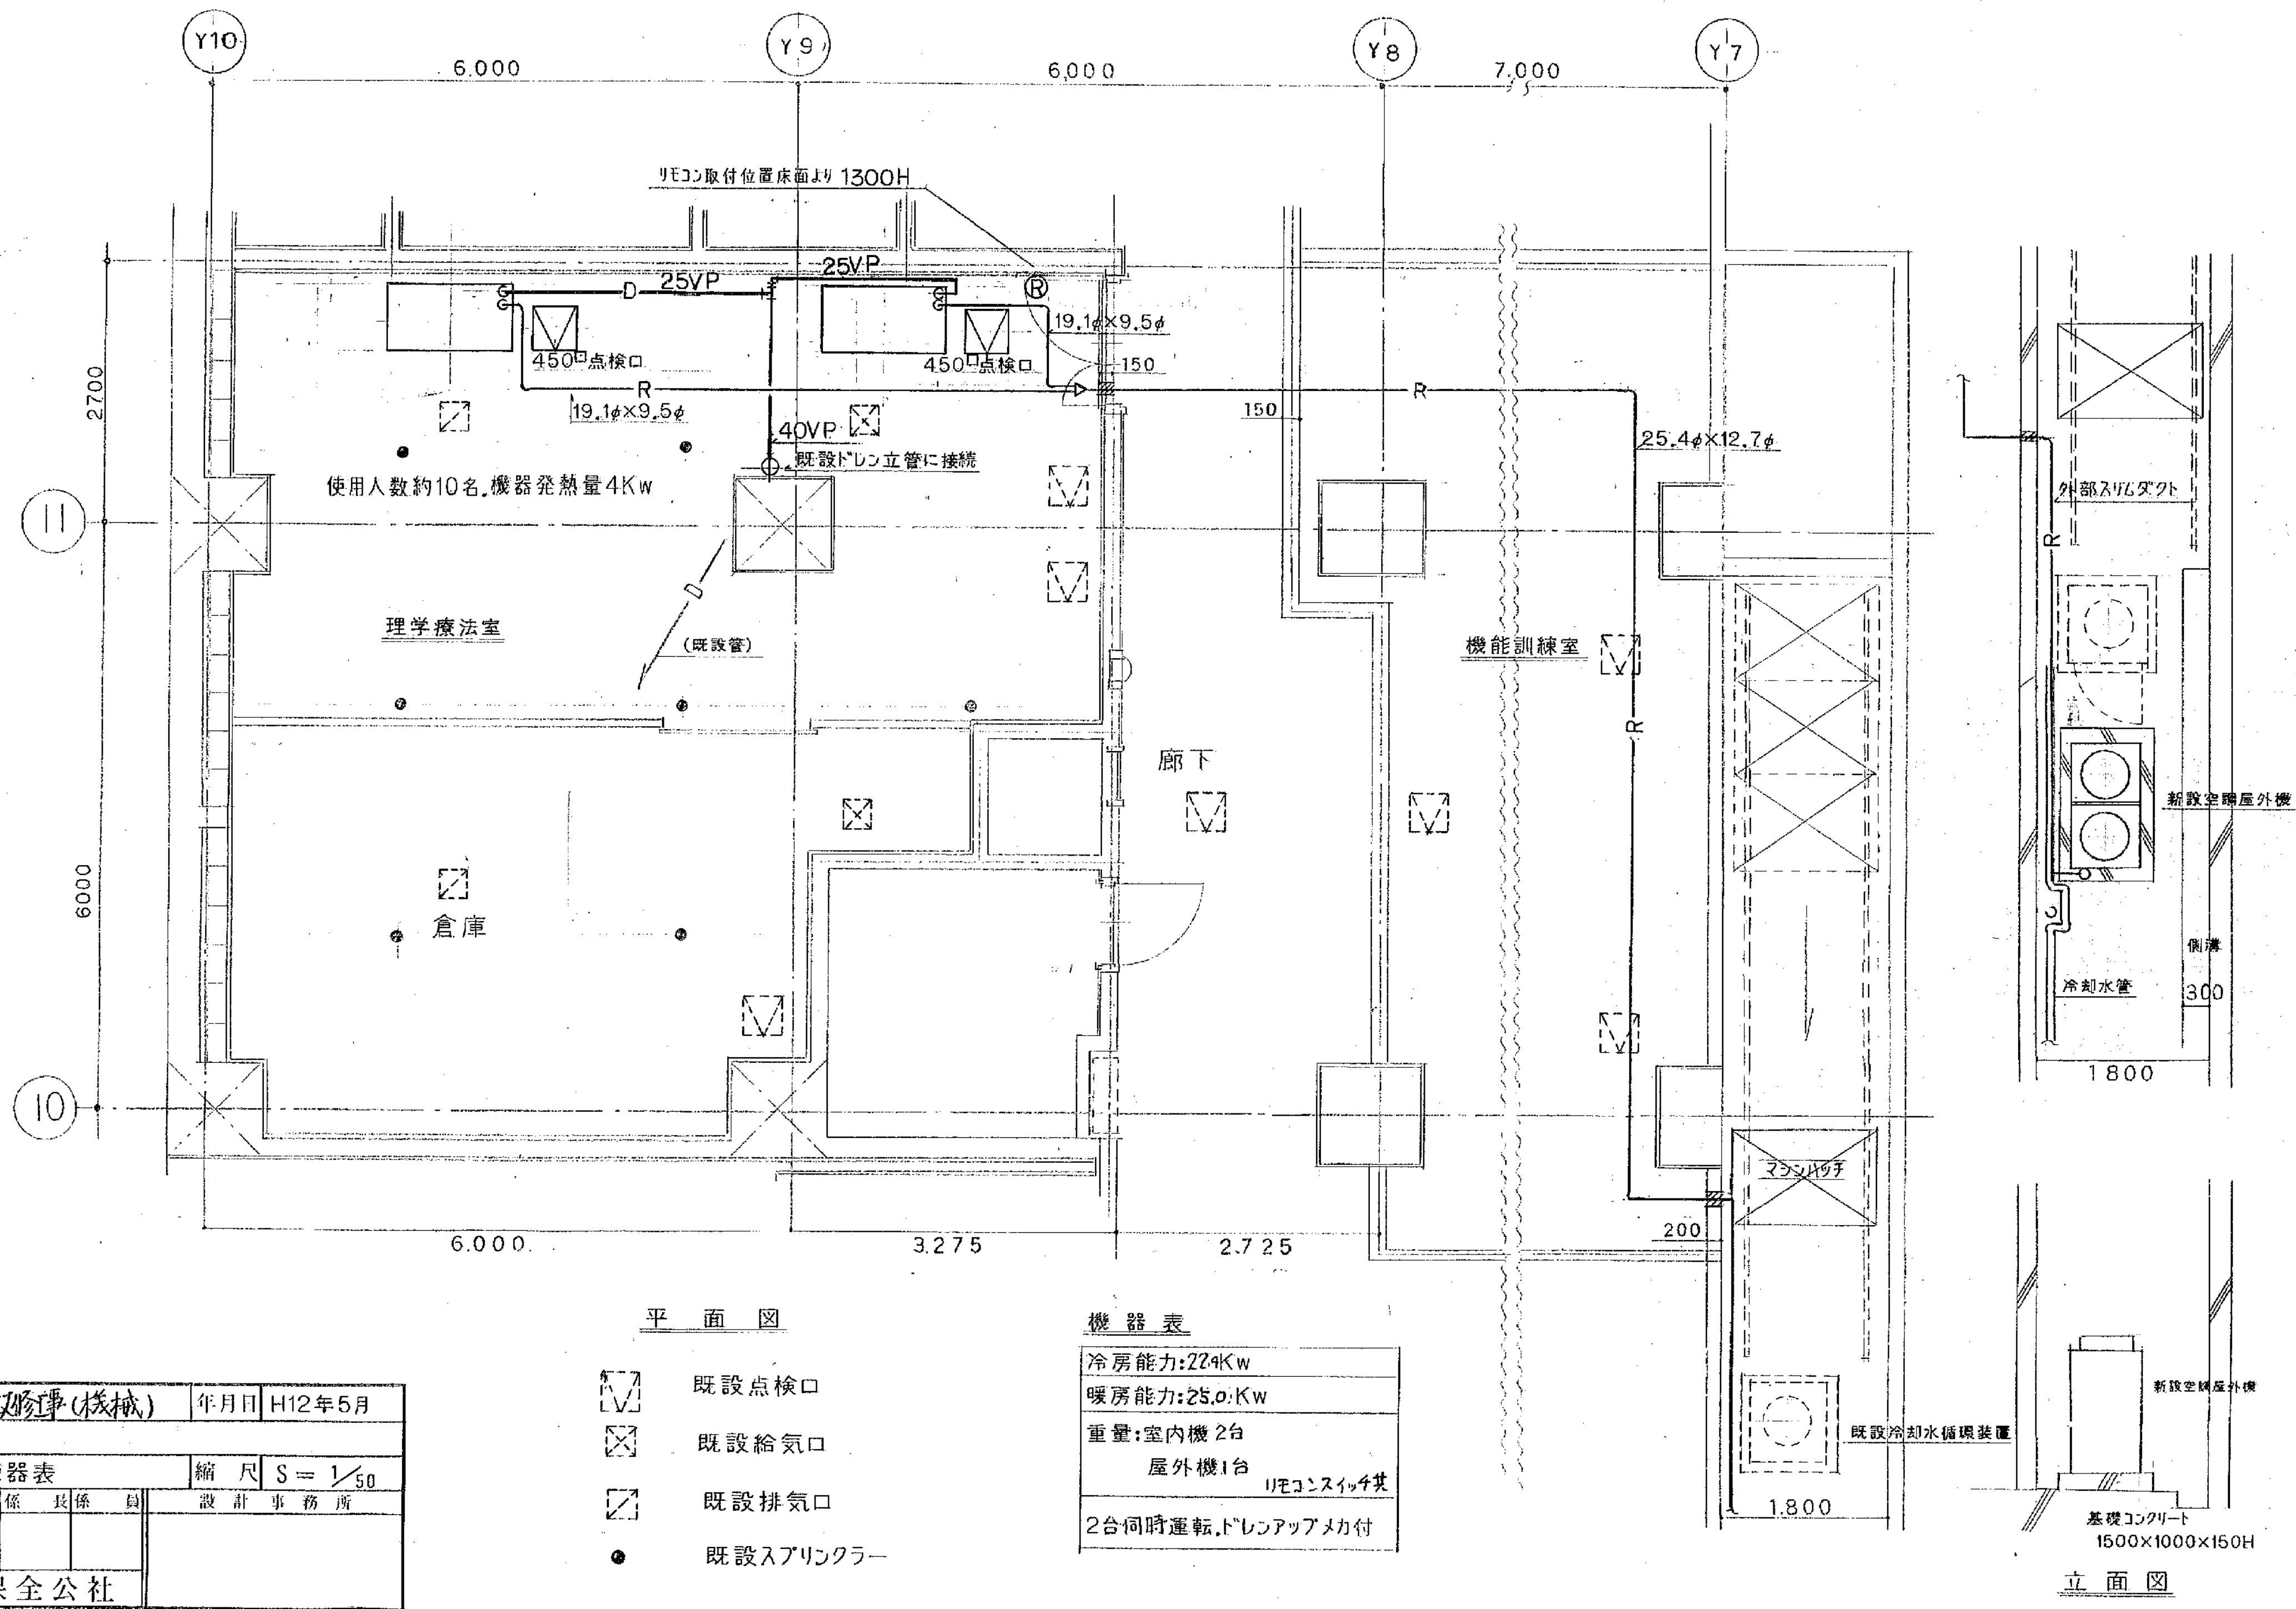 Y10
Y9
Y8
Y7
6.000
6,000
7.000
リモコン取付位置床面より 1300H
25VP
25VP
D
R
19.1φ×9.5φ
450□点検口
450□点検口
150
R
R
19.1φ×9.5φ
150
25.4φ×12.7φ
2700
40VP
既設ドレン立管に接続
使用人数約10名.機器発熱量4Kw
外部スリムダクト
R
11
D
理学療法室
(既設管)
機能訓練室
R
廊下
新設空調屋外機
6000
倉庫
C
側溝
冷却水管
300
1800
10
マシンハッチ
200
6.000
3.275
2.725
平面図
既設点検口
既設給気口
既設排気口
既設スプリンクラー
機器表
冷房能力:22.4Kw
暖房能力:25.0Kw
重量:室内機2台
屋外機1台
リモコンスイッチ共
2台同時運転.ドレンアップメカ付
既設冷却水循環装置
1.800
新設空調屋外機
基礎コンクリート
1500×1000×150H
立面図
(機械)
年月日 H12年5月
器表
縮尺 S=1/50
係長 係員 設計事務所
全公社